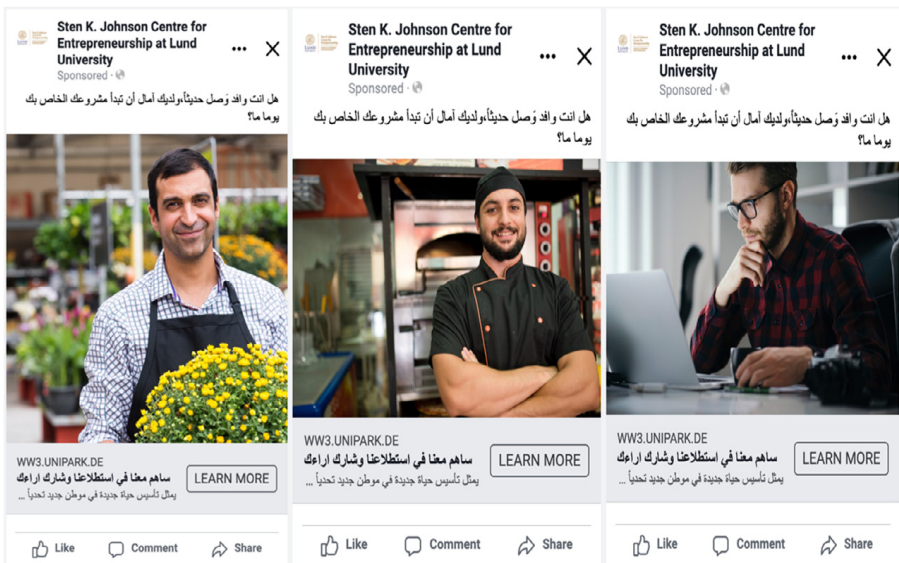 Sten K. Johnson Centre for
Entrepreneurship at Lund
University
Sponsored ·
هل انت وافد وَصل حديثاً،ولديك آمال أن تبدأ مشروعك الخاص بك
يوما ما؟
WW3.UNIPARK.DE
ساهم معنا في استطلاعنا وشارك اراءك
يمثل تأسيس حياة جديدة في موطن جديد تحدياً ...
LEARN MORE
Like
Comment
Share
Sten K. Johnson Centre for
Entrepreneurship at Lund
University
Sponsored ·
هل انت وافد وَصل حديثاً،ولديك آمال أن تبدأ مشروعك الخاص بك
يوما ما؟
WW3.UNIPARK.DE
ساهم معنا في استطلاعنا وشارك اراءك
يمثل تأسيس حياة جديدة في موطن جديد تحدياً ...
LEARN MORE
Like
Comment
Share
Sten K. Johnson Centre for
Entrepreneurship at Lund
University
Sponsored ·
هل انت وافد وَصل حديثاً،ولديك آمال أن تبدأ مشروعك الخاص بك
يوما ما؟
WW3.UNIPARK.DE
ساهم معنا في استطلاعنا وشارك اراءك
يمثل تأسيس حياة جديدة في موطن جديد تحدياً ...
LEARN MORE
Like
Comment
Share